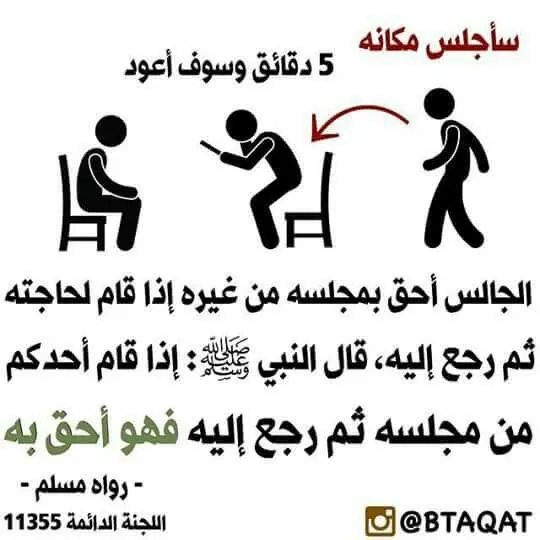 سأجلس مكانه
5 دقائق وسوف أعود
الجالس أحق بمجلسه من غيره إذا قام لحاجته
ثم رجع إليه، قال النبي ﷺ: إذا قام أحدكم
من مجلسه ثم رجع إليه فهو أحق به
- رواه مسلم -
اللجنة الدائمة 11355
@BTAQAT